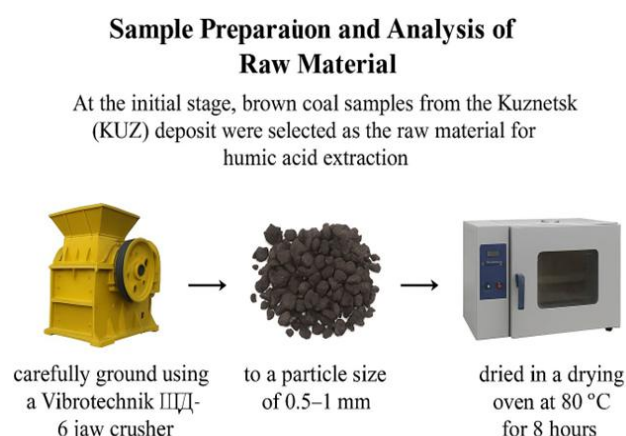 Sample Preparauon and Analysis of
Raw Material
At the initial stage, brown coal samples from the Kuznetsk
(KUZ) deposit were selected as the raw material for
humic acid extraction
carefully ground using
a Vibrotechnik ЩД-
6 jaw crusher
to a particle size
of 0.5–1 mm
dried in a drying
oven at 80 °C
for 8 hours